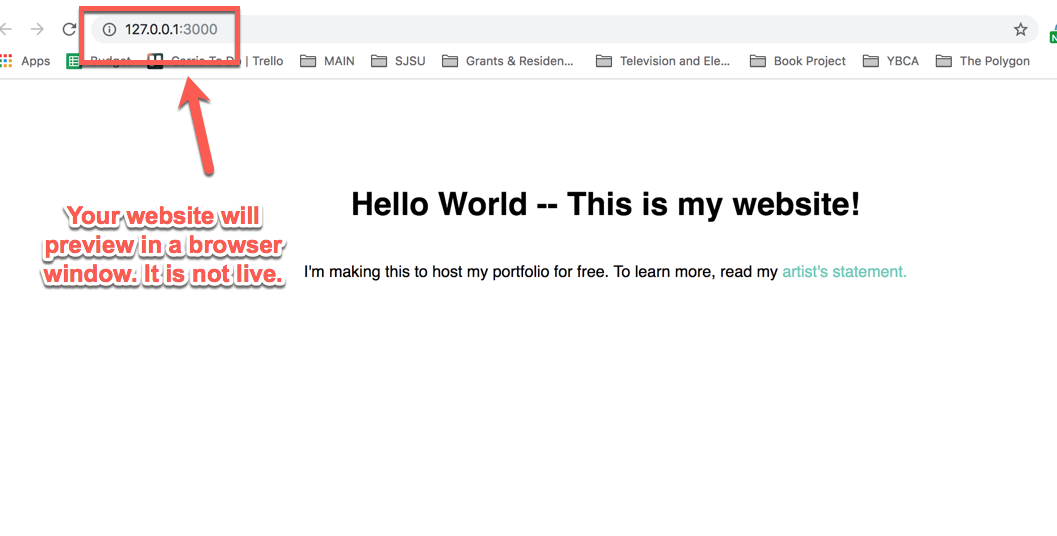 127.0.0.1:3000
Apps Budget Carrie To Do | Trello MAIN SJSU Grants & Residen... Television and Ele... Book Project YBCA The Polygon
Hello World -- This is my website!
Your website will
preview in a browser
window. It is not live.
I'm making this to host my portfolio for free. To learn more, read my artist's statement.